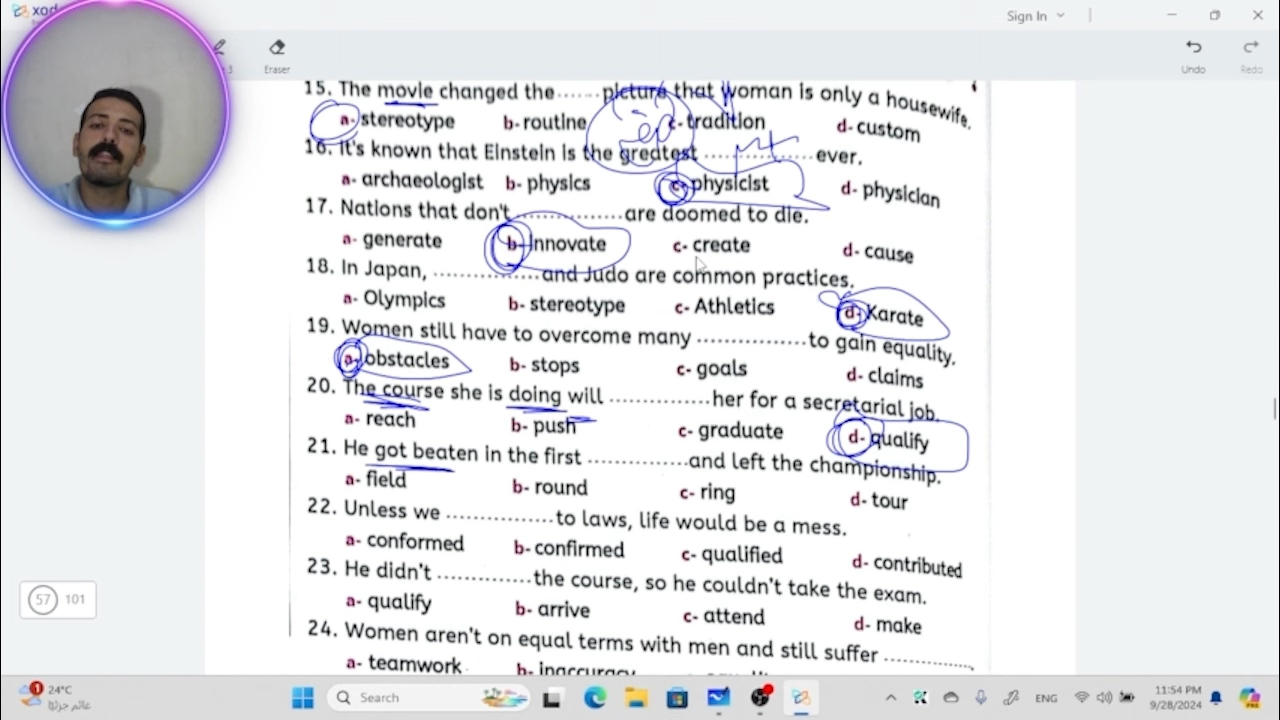 xod
Sign In
3
Eraser
Undo
Redo
15. The movie changed the ...... picture that woman is only a housewife.
a- stereotype b- routine c- tradition d- custom
16. It's known that Einstein is the greatest .............. ever.
a- archaeologist b- physics c- physicist d- physician
17. Nations that don't .............. are doomed to die.
a- generate b- innovate c- create d- cause
18. In Japan, .............. and Judo are common practices.
a- Olympics b- stereotype c- Athletics d- Karate
19. Women still have to overcome many .............. to gain equality.
a- obstacles b- stops c- goals d- claims
20. The course she is doing will .............. her for a secretarial job.
a- reach b- push c- graduate d- qualify
21. He got beaten in the first .............. and left the championship.
a- field b- round c- ring d- tour
22. Unless we .............. to laws, life would be a mess.
a- conformed b- confirmed c- qualified d- contributed
23. He didn't .............. the course, so he couldn't take the exam.
a- qualify b- arrive c- attend d- make
24. Women aren't on equal terms with men and still suffer ..............
a- teamwork b- inaccuracy
57 101
1
24°C
غائم جزئيًا
Search
ENG
11:54 PM
9/28/2024
PRE